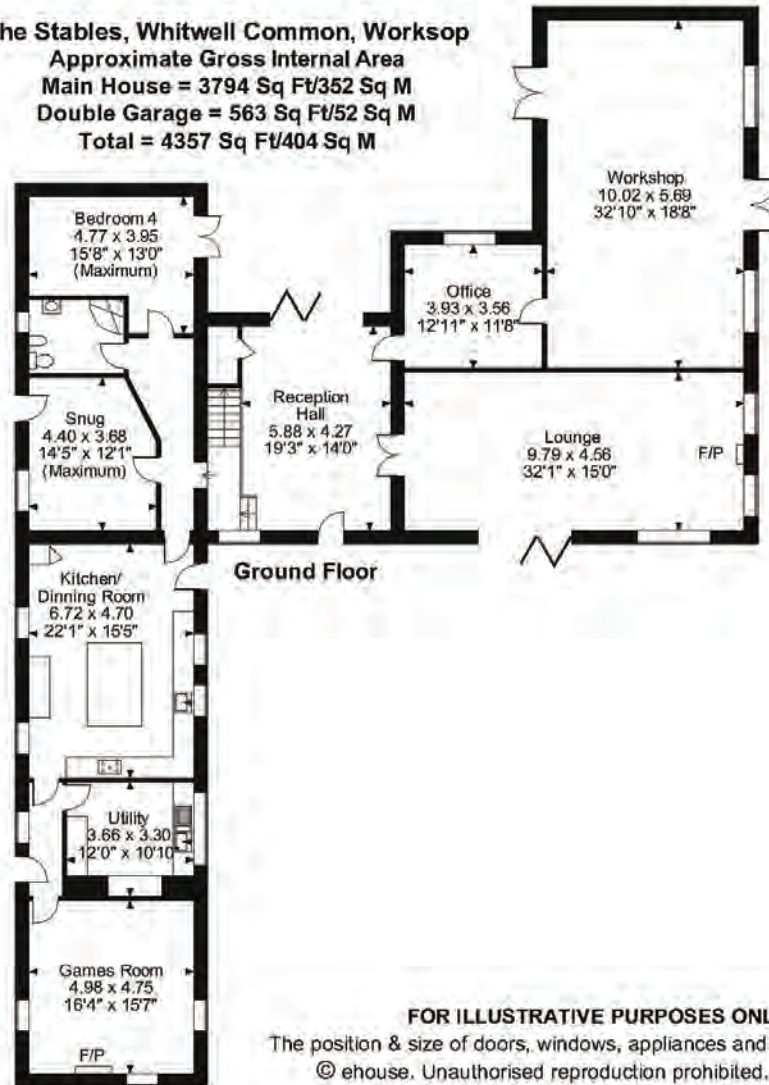 he Stables, Whitwell Common, Worksop
Approximate Gross Internal Area
Main House = 3794 Sq Ft/352 Sq M
Double Garage = 563 Sq Ft/52 Sq M
Total = 4357 Sq Ft/404 Sq M
Workshop
10.02 x 5.69
32'10" x 18'8"
Bedroom 4
4.77 x 3.95
15'8" x 13'0"
(Maximum)
Office
3.93 x 3.56
12'11" x 11'8"
Reception
Hall
5.88 x 4.27
19'3" x 14'0"
Snug
4.40 x 3.68
14'5" x 12'1"
(Maximum)
Lounge
9.79 x 4.56
32'1" x 15'0"
F/P
Ground Floor
Kitchen/
Dinning Room
6.72 x 4.70
22'1" x 15'5"
Utility
3.66 x 3.30
12'0" x 10'10"
Games Room
4.98 x 4.75
16'4" x 15'7"
F/P
FOR ILLUSTRATIVE PURPOSES ONL
The position & size of doors, windows, appliances and
© ehouse. Unauthorised reproduction prohibited.